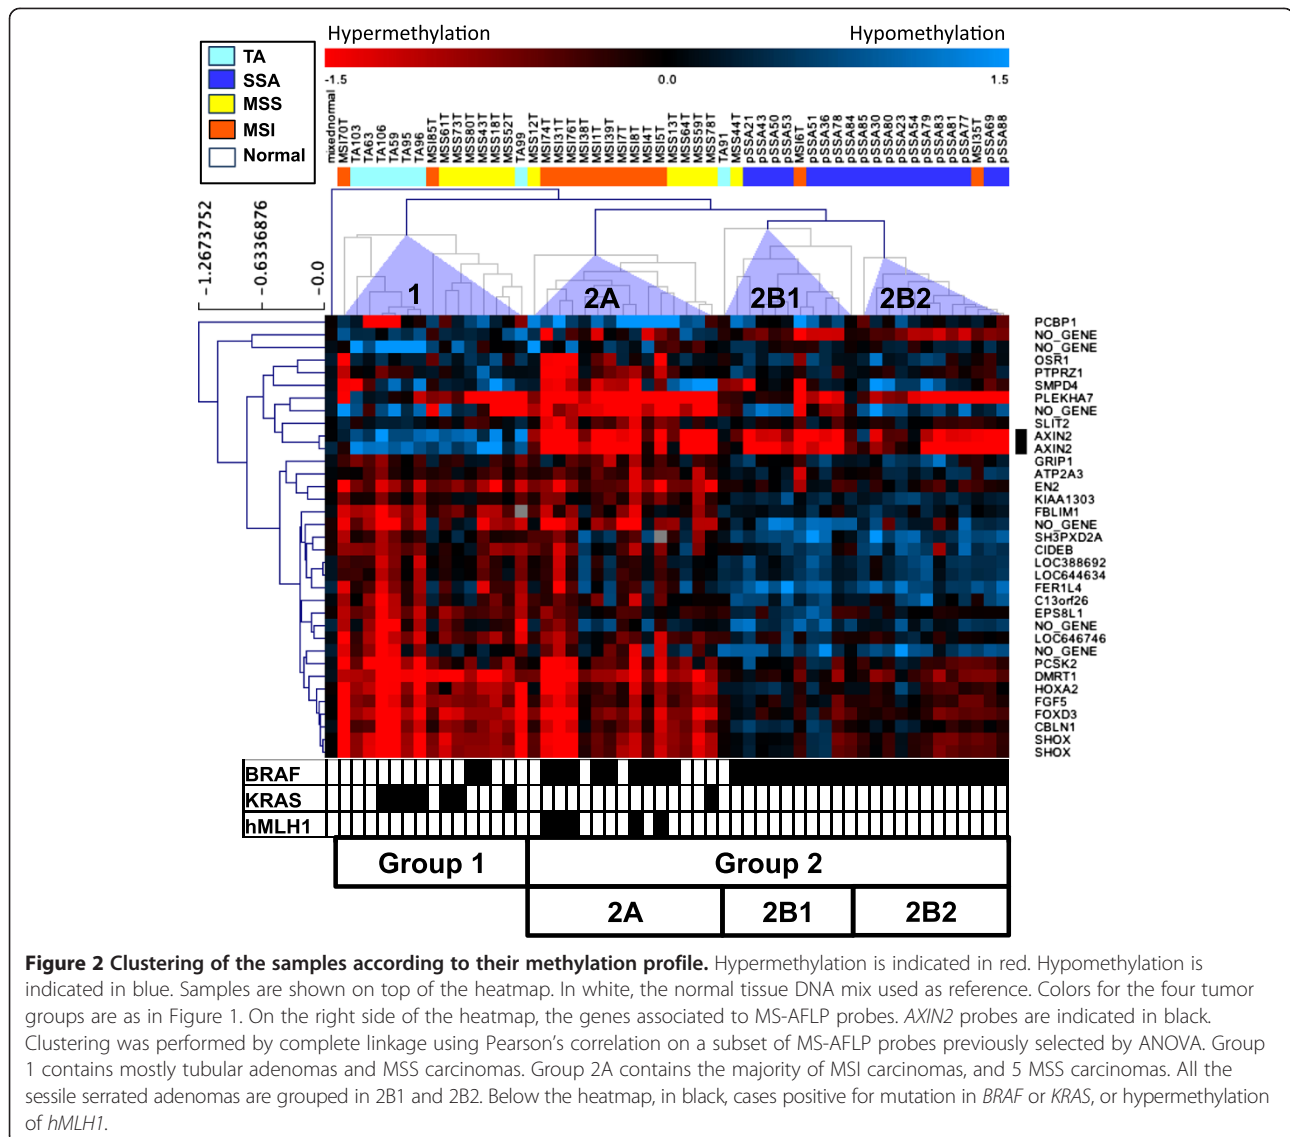 Hypermethylation
Hypomethylation
-1.5
0.0
1.5
TA
SSA
MSS
MSI
Normal
mixednormal
MSI70T
TA103
TA63
TA106
TA59
TA95
TA96
MSI85T
MSS61T
MSS73T
MSS80T
MSS43T
MSS18T
MSS52T
TA99
MSS12T
MSI74T
MSI31T
MSI76T
MSI38T
MSI1T
MSI39T
MSI7T
MSI8T
MSI4T
MSI5T
MSS13T
MSS64T
MSS59T
MSS78T
TA91
MSS44T
pSSA21
pSSA43
pSSA50
pSSA53
MSI6T
pSSA51
pSSA36
pSSA78
pSSA84
pSSA85
pSSA30
pSSA80
pSSA23
pSSA54
pSSA79
pSSA83
pSSA81
pSSA77
MSI35T
pSSA69
pSSA88
-1.2673752
-0.6336876
-0.0
1
2A
2B1
2B2
PCBP1
NO_GENE
NO_GENE
OSR1
PTPRZ1
SMPD4
PLEKHA7
NO_GENE
SLIT2
AXIN2
AXIN2
GRIP1
ATP2A3
EN2
KIAA1303
FBLIM1
NO_GENE
SH3PXD2A
CIDEB
LOC388692
LOC644634
FER1L4
C13orf26
EPS8L1
NO_GENE
LOC646746
NO_GENE
PCSK2
DMRT1
HOXA2
FGF5
FOXD3
CBLN1
SHOX
SHOX
BRAF
KRAS
hMLH1
Group 1
Group 2
2A
2B1
2B2
Figure 2 Clustering of the samples according to their methylation profile. Hypermethylation is indicated in red. Hypomethylation is
indicated in blue. Samples are shown on top of the heatmap. In white, the normal tissue DNA mix used as reference. Colors for the four tumor
groups are as in Figure 1. On the right side of the heatmap, the genes associated to MS-AFLP probes. AXIN2 probes are indicated in black.
Clustering was performed by complete linkage using Pearson's correlation on a subset of MS-AFLP probes previously selected by ANOVA. Group
1 contains mostly tubular adenomas and MSS carcinomas. Group 2A contains the majority of MSI carcinomas, and 5 MSS carcinomas. All the
sessile serrated adenomas are grouped in 2B1 and 2B2. Below the heatmap, in black, cases positive for mutation in BRAF or KRAS, or hypermethylation
of hMLH1.